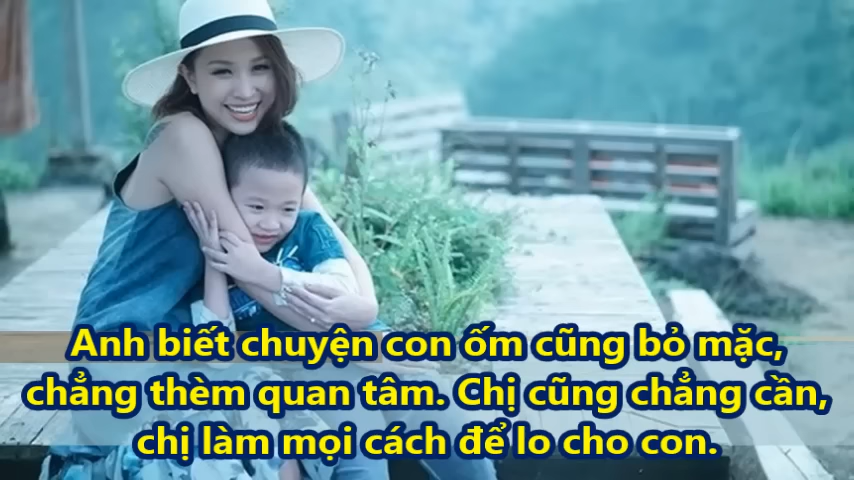 Anh biết chuyện con ốm cũng bỏ mặc,
chẳng thèm quan tâm. Chị cũng chẳng cần,
chị làm mọi cách để lo cho con.